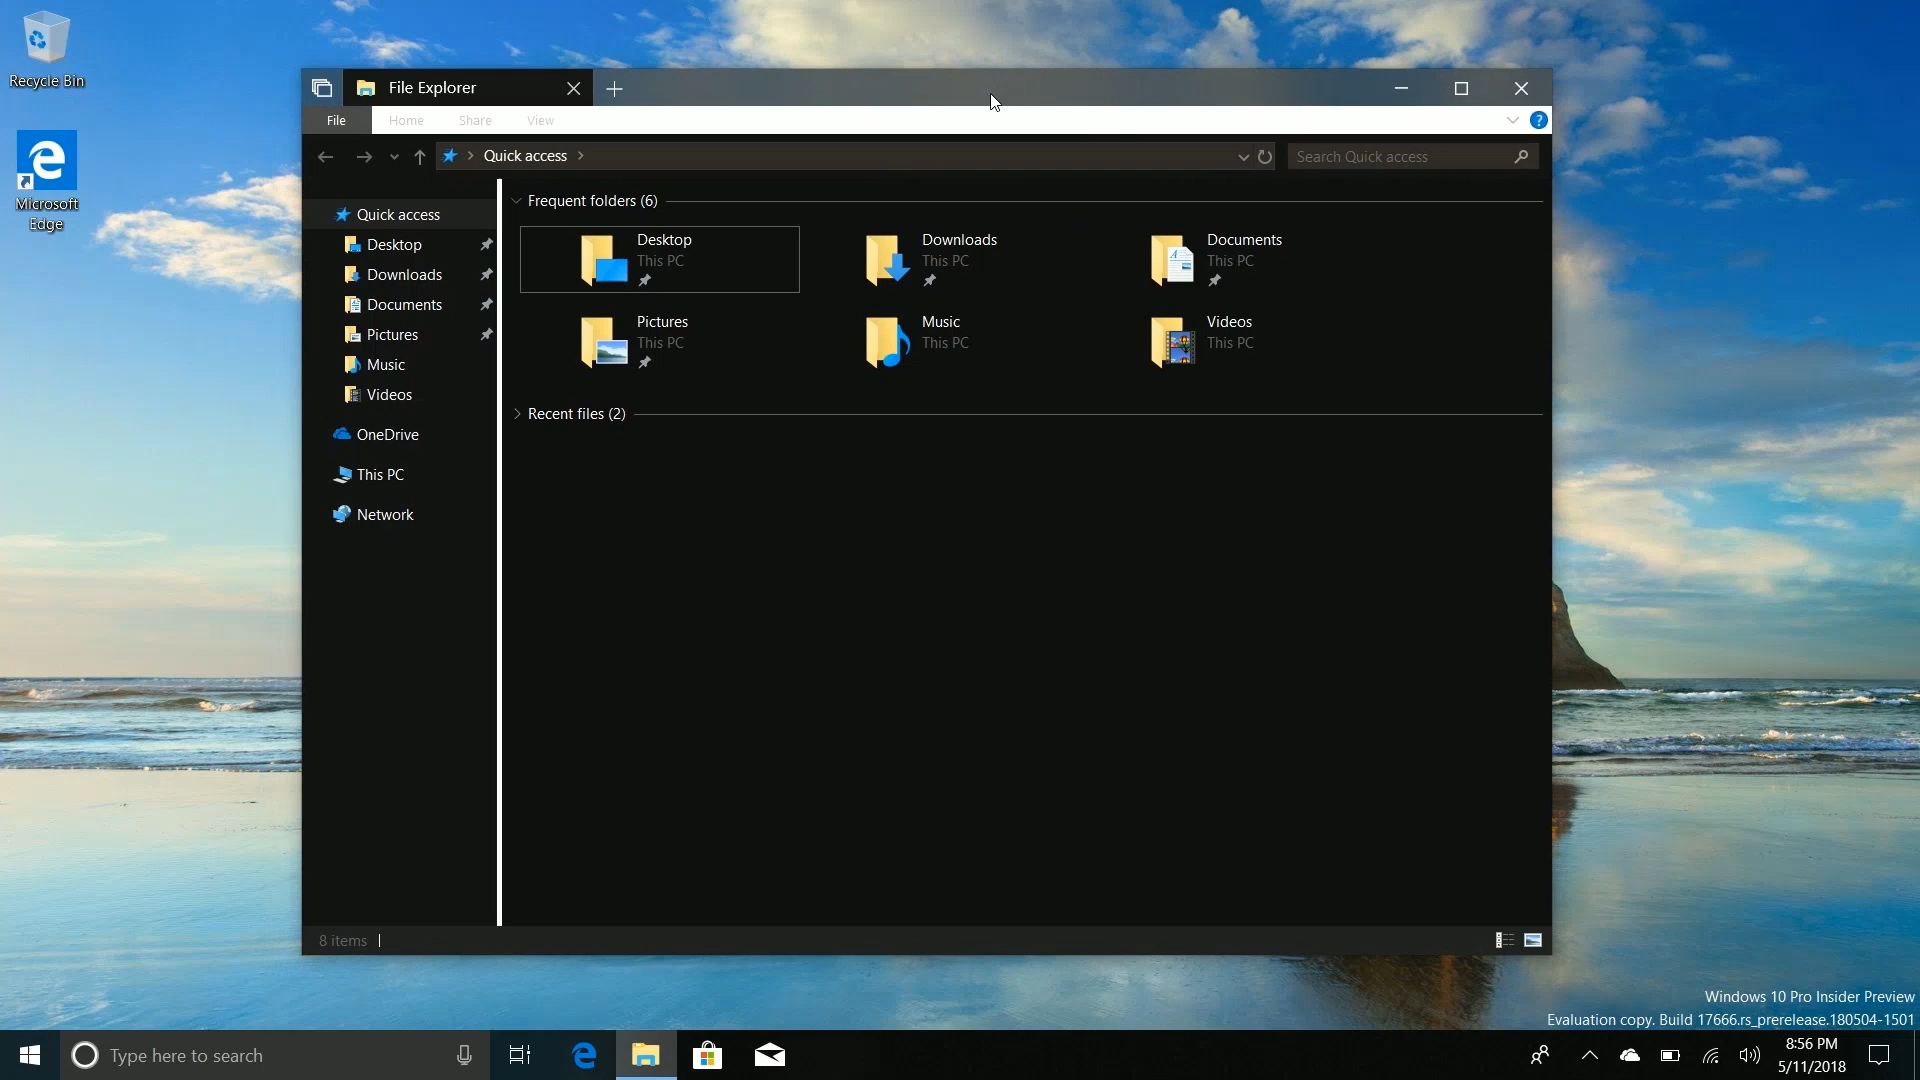 Recycle Bin
Microsoft
Edge
File Explorer
File Home Share View
?
Quick access
Search Quick access
Quick access
Desktop
Downloads
Documents
Pictures
Music
Videos
OneDrive
This PC
Network
Frequent folders (6)
Desktop
This PC
Downloads
This PC
Documents
This PC
Pictures
This PC
Music
This PC
Videos
This PC
Recent files (2)
8 items
Windows 10 Pro Insider Preview
Evaluation copy. Build 17666.rs_prerelease.180504-1501
Type here to search
8:56 PM
5/11/2018